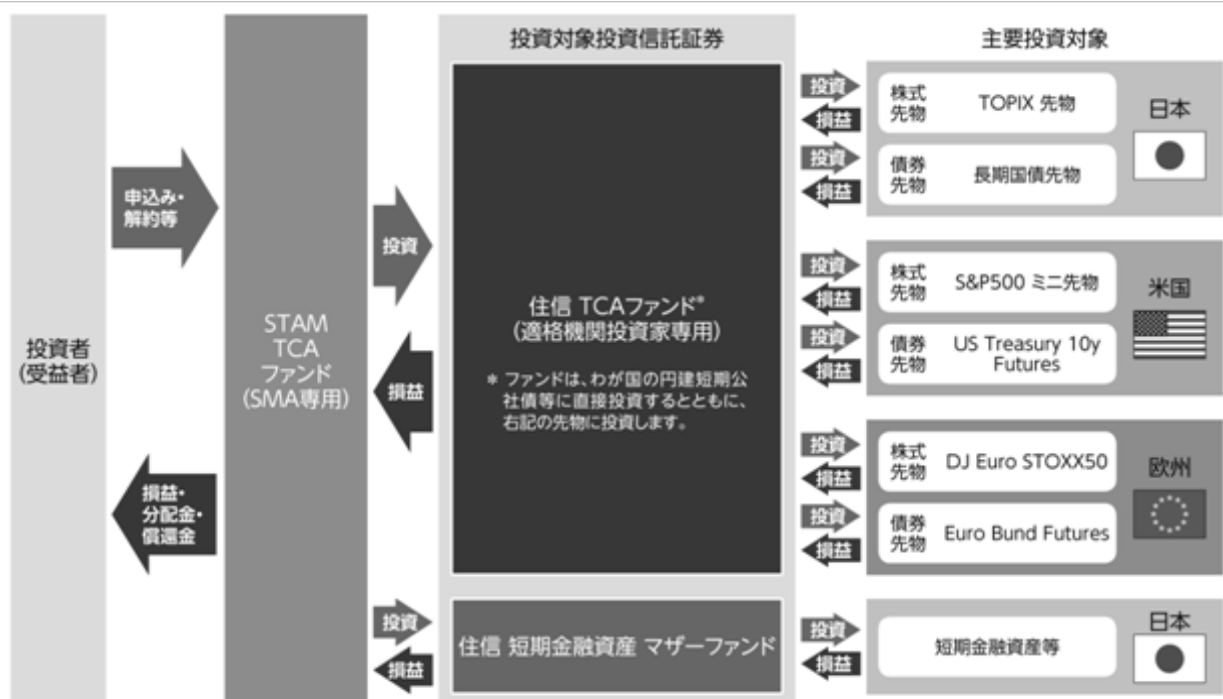 投資対象投資信託証券
主要投資対象
投資者
(受益者)
申込み・
解約等
損益・
分配金・
償還金
STAM
TCA
ファンド
(SMA専用)
投資
損益
投資
損益
住信 TCAファンド*
(適格機関投資家専用)
* ファンドは、わが国の円建短期公
社債等に直接投資するとともに、
右記の先物に投資します。
住信 短期金融資産 マザーファンド
投資
損益
株式
先物
TOPIX 先物
投資
損益
債券
先物
長期国債先物
日本
投資
損益
株式
先物
S&P500 ミニ先物
投資
損益
債券
先物
US Treasury 10y
Futures
米国
投資
損益
株式
先物
DJ Euro STOXX50
投資
損益
債券
先物
Euro Bund Futures
欧州
投資
損益
短期金融資産等
日本